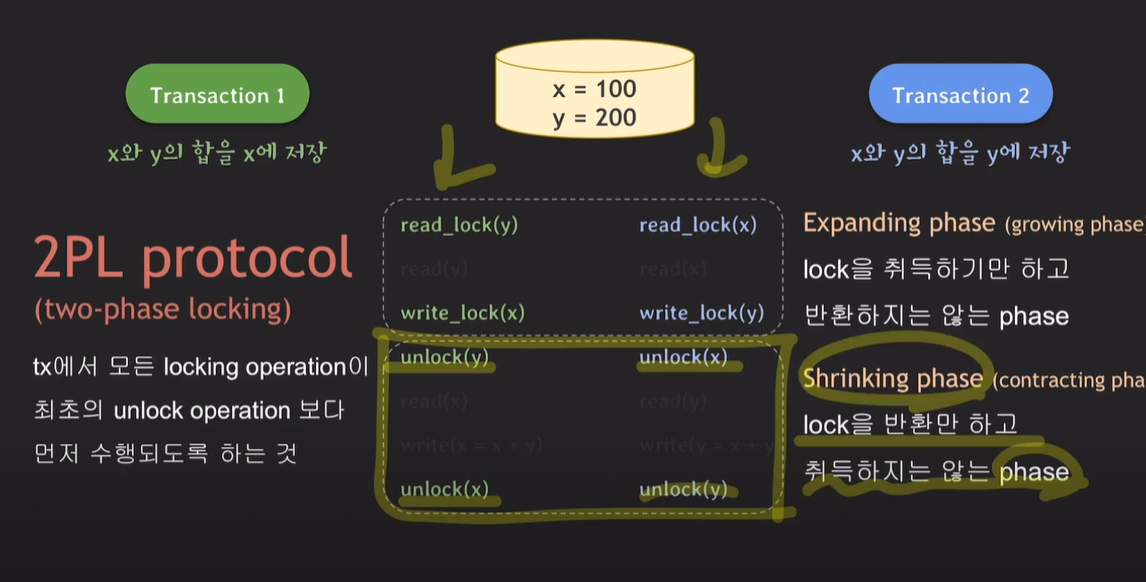 Transaction 1
x와 y의 합을 x에 저장
x = 100
y = 200
Transaction 2
x와 y의 합을 y에 저장
2PL protocol
(two-phase locking)
tx에서 모든 locking operation이
최초의 unlock operation 보다
먼저 수행되도록 하는 것
read_lock(y)
read(y)
write_lock(x)
unlock(y)
read(x)
write(x = x + y)
unlock(x)
read_lock(x)
read(x)
write_lock(y)
unlock(x)
read(y)
write(y = x + y
unlock(y)
Expanding phase (growing phase
lock을 취득하기만 하고
반환하지는 않는 phase
Shrinking phase (contracting pha
lock을 반환만 하고
취득하지는 않는 phase